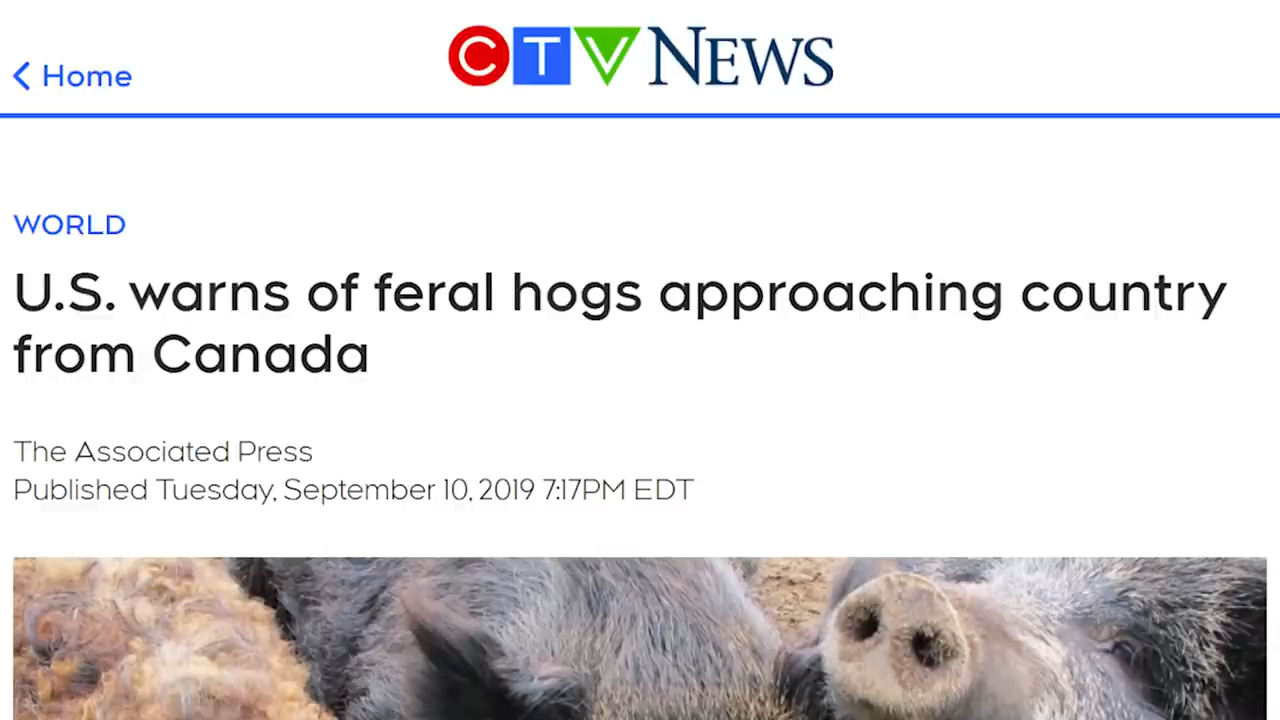 Home
CTV NEWS
WORLD
U.S. warns of feral hogs approaching country
from Canada
The Associated Press
Published Tuesday, September 10, 2019 7:17PM EDT